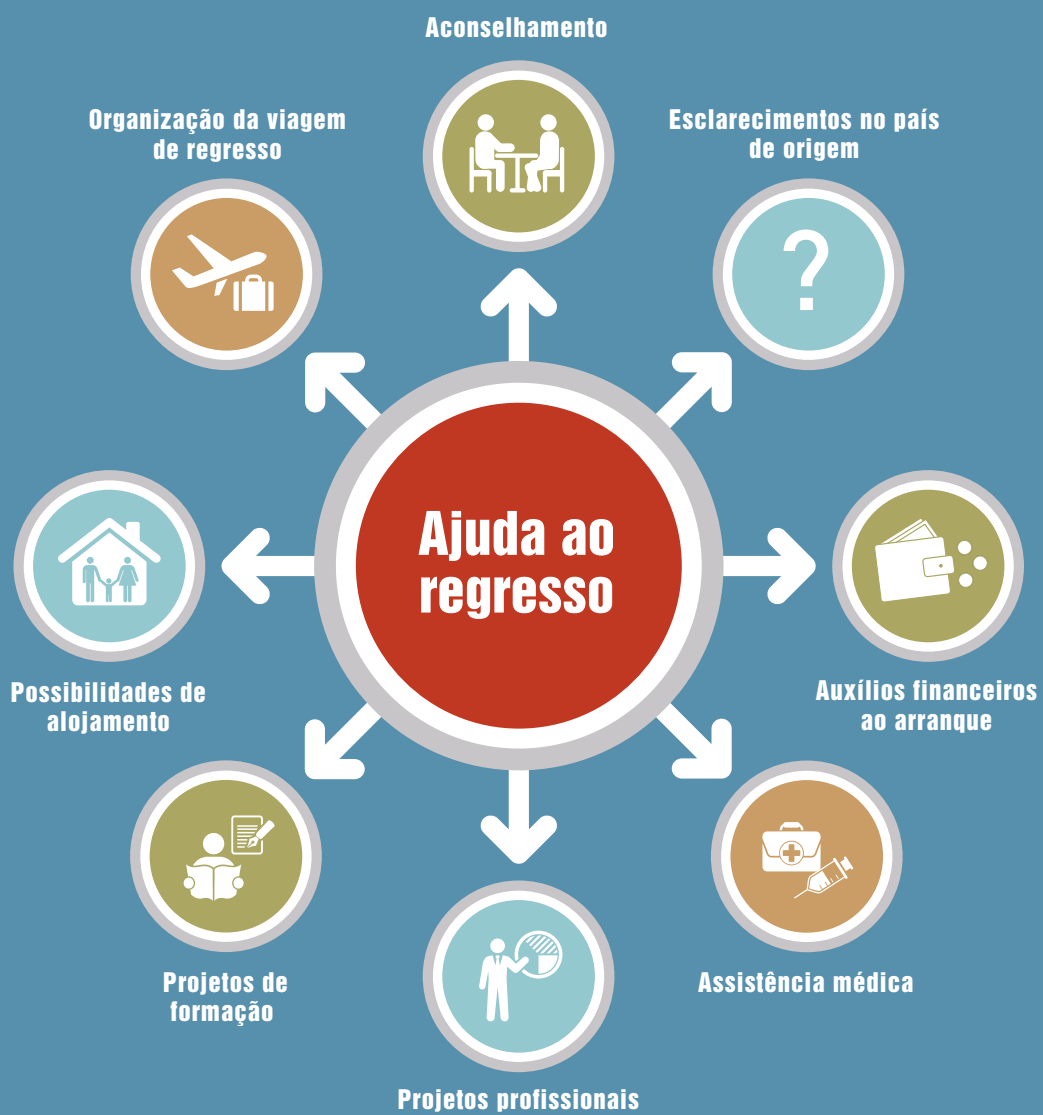 Aconselhamento
Organização da viagem
de regresso
Esclarecimentos no país
de origem
?
Ajuda ao
regresso
Possibilidades de
alojamento
Auxílios financeiros
ao arranque
Projetos de
formação
Assistência médica
Projetos profissionais